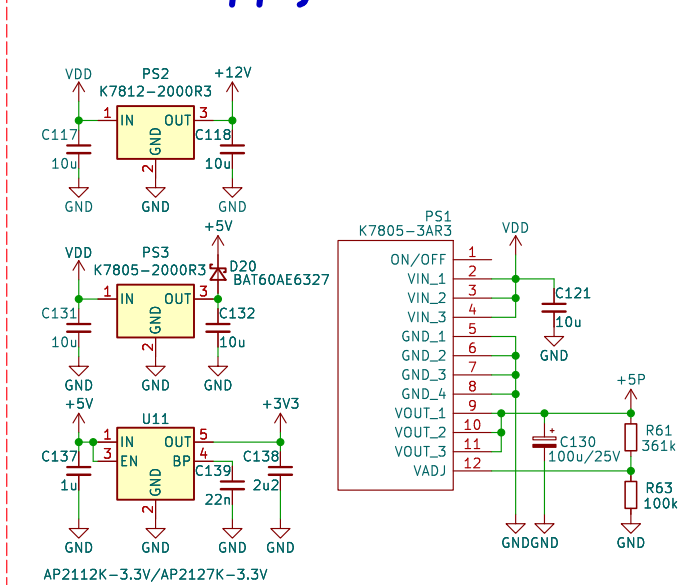 VDD
PS2
+12V
K7812-2000R3
1 IN OUT 3
GND
2
C117
10u
C118
10u
GND
GND
GND
+5V
VDD
PS3
K7805-2000R3
D20
BAT60AE6327
1 IN OUT 3
GND
2
C131
10u
C132
10u
GND
GND
GND
+5V
U11
+3V3
1 IN OUT 5
3 EN BP 4
GND
2
C137
1u
C139
22n
C138
2u2
GND
GND
GND
GND
AP2112K-3.3V/AP2127K-3.3V
PS1
K7805-3AR3
VDD
ON/OFF 1
VIN_1 2
VIN_2 3
VIN_3 4
GND_1 5
GND_2 6
GND_3 7
GND_4 8
VOUT_1 9
VOUT_2 10
VOUT_3 11
VADJ 12
C121
10u
GND
+5P
C130
100u/25V
R61
361k
R63
100k
GND
GND
GND